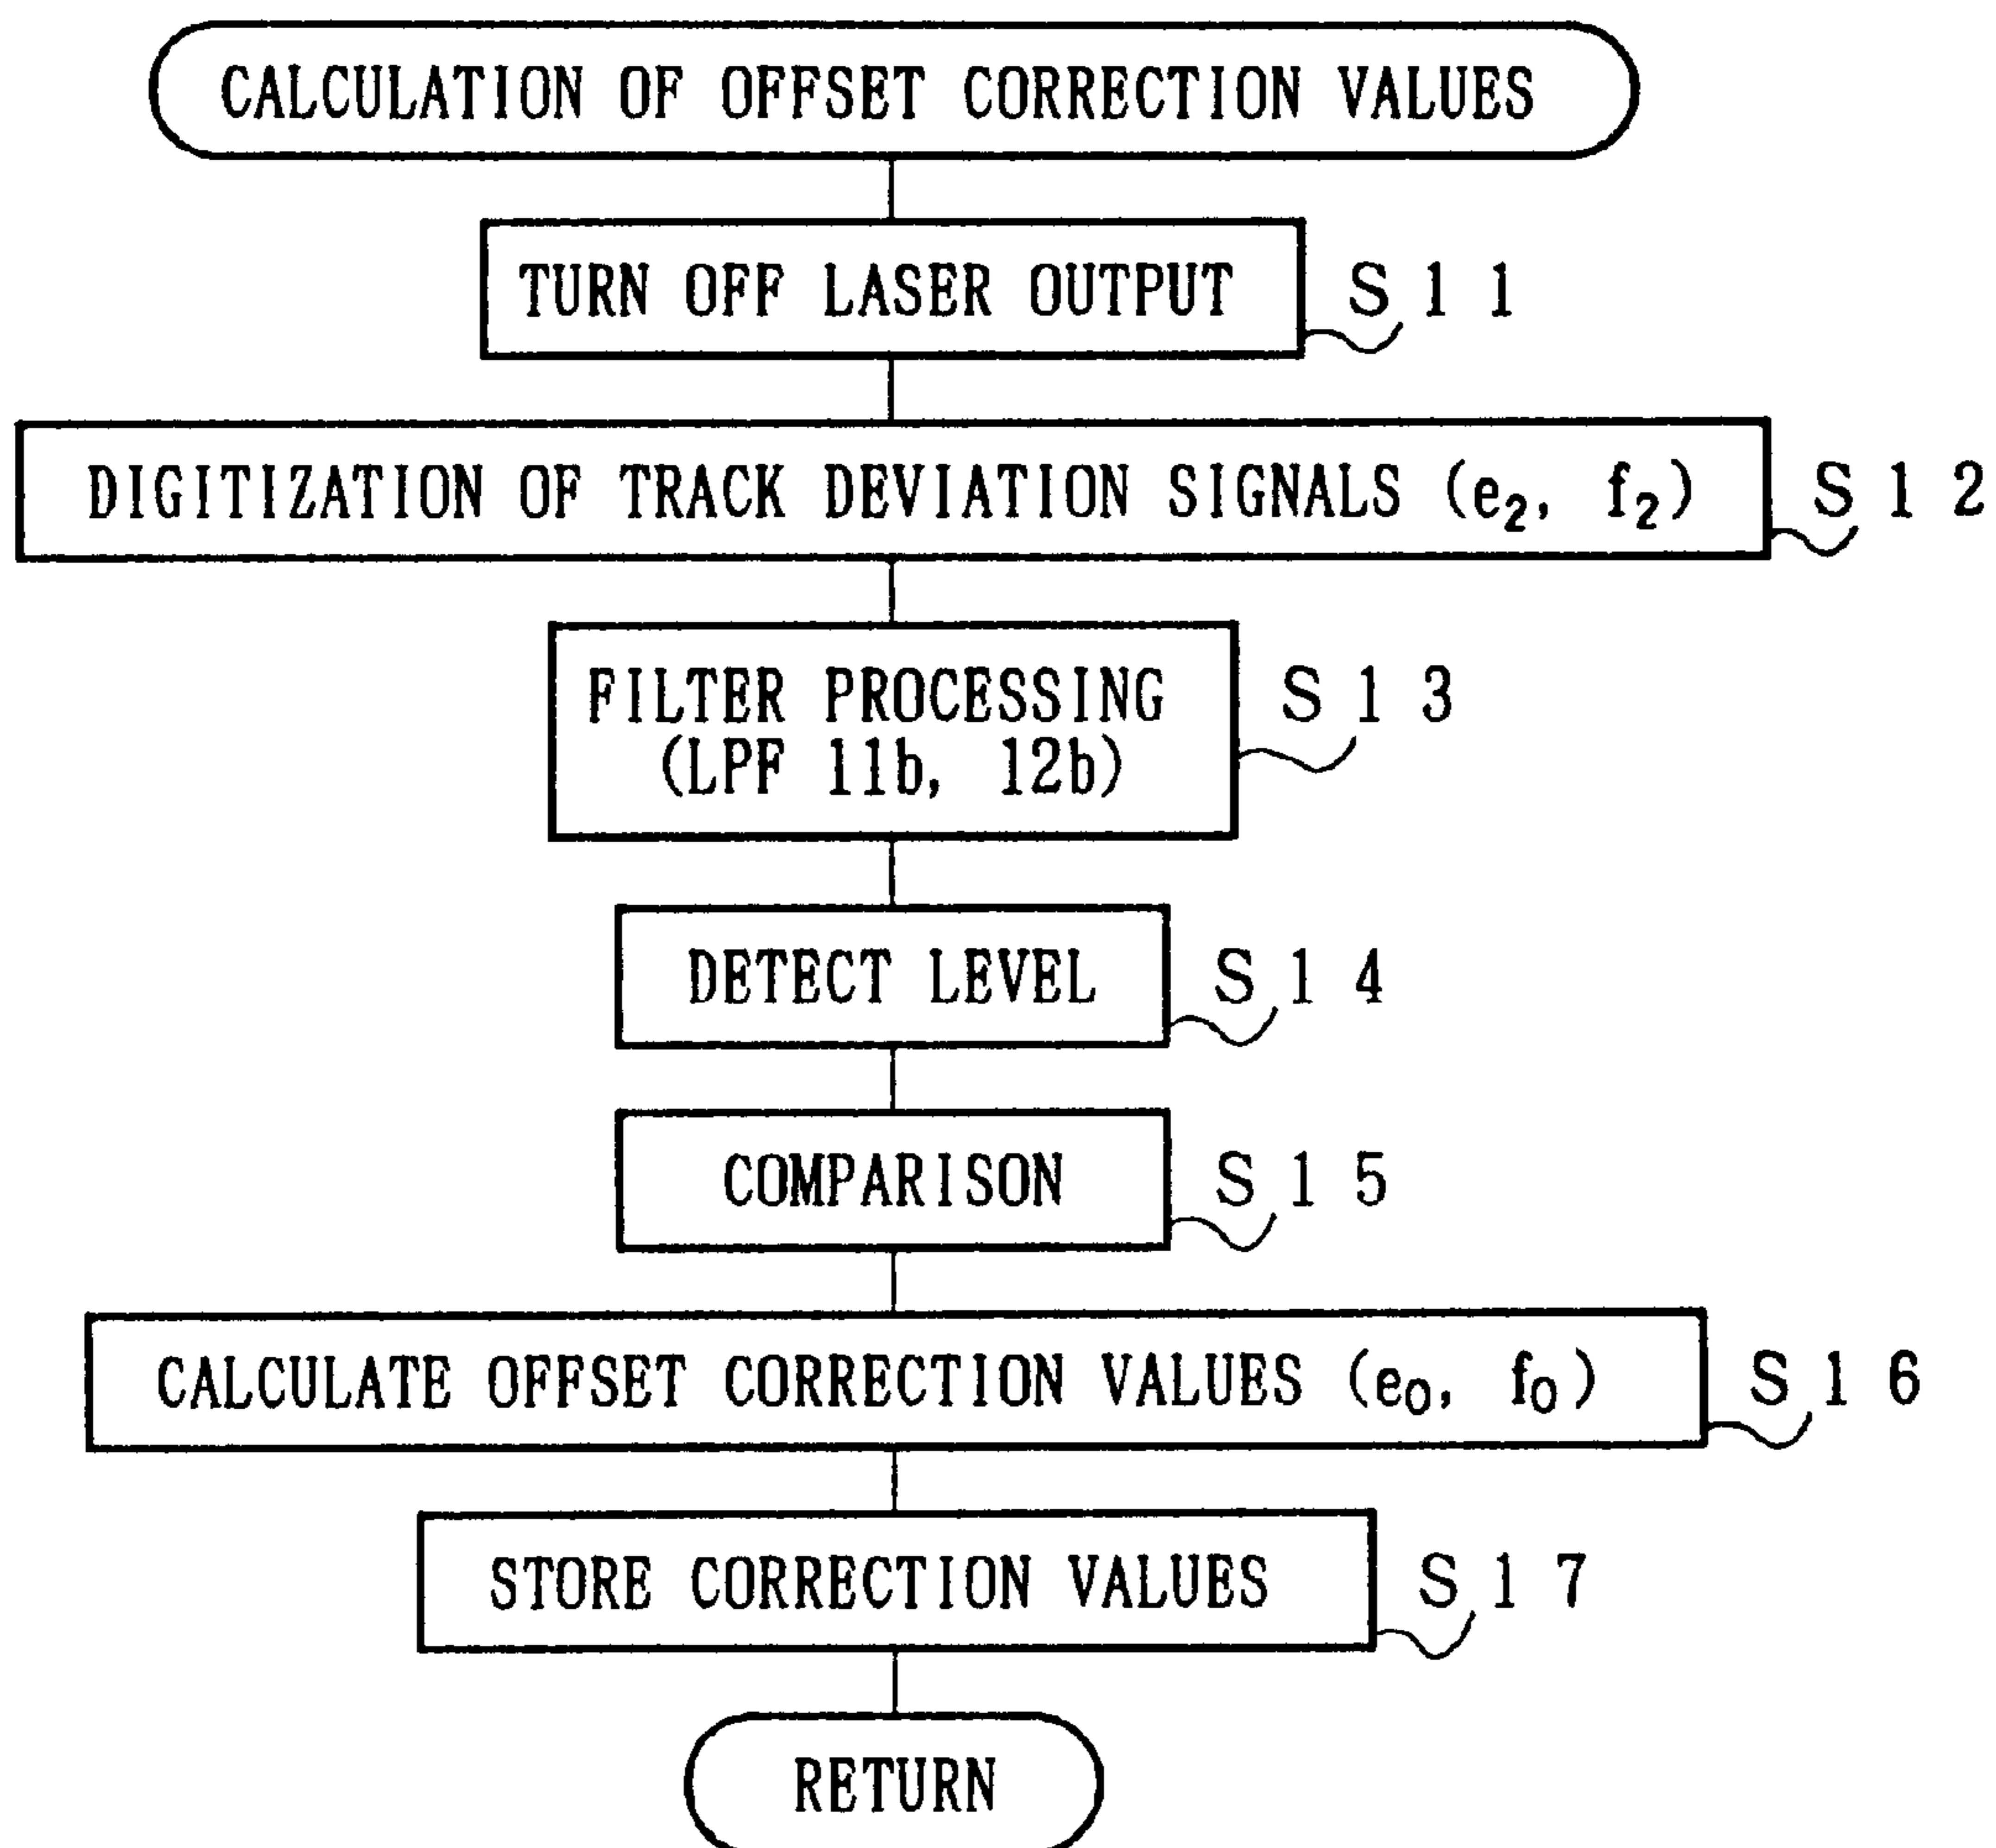 CALCULATION OF OFFSET CORRECTION VALUES
TURN OFF LASER OUTPUT S11
DIGITIZATION OF TRACK DEVIATION SIGNALS (e₂, f₂) S12
FILTER PROCESSING S13
(LPF 11b, 12b)
DETECT LEVEL S14
COMPARISON S15
CALCULATE OFFSET CORRECTION VALUES (e₀, f₀) S16
STORE CORRECTION VALUES S17
RETURN